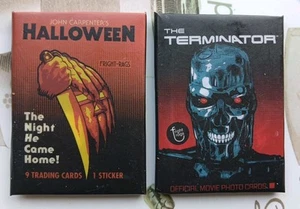 JOHN CARPENTER'S
HALLOWEEN
FRIGHT-RAGS
The
Night
He
Came
Home!
9 TRADING CARDS 1 STICKER
THE
TERMINATOR
OFFICIAL MOVIE PHOTO CARDS